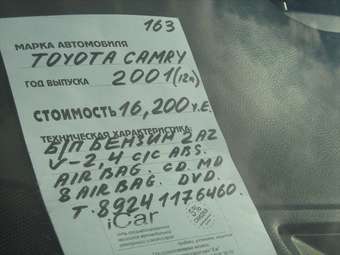 163
МАРКА АВТОМОБИЛЯ
TOYOTA CAMRY
ГОД ВЫПУСКА 2001 (12м)
СТОИМОСТЬ 16,200 у.Е.
ТЕХНИЧЕСКАЯ ХАРАКТЕРИСТИКА
Б/П БЕНЗИН 2AZ
V-2,4 C/C ABS.
AIR BAG. CD. MD
8 AIR BAG. DVD.
Т. 89241176460.
iCar